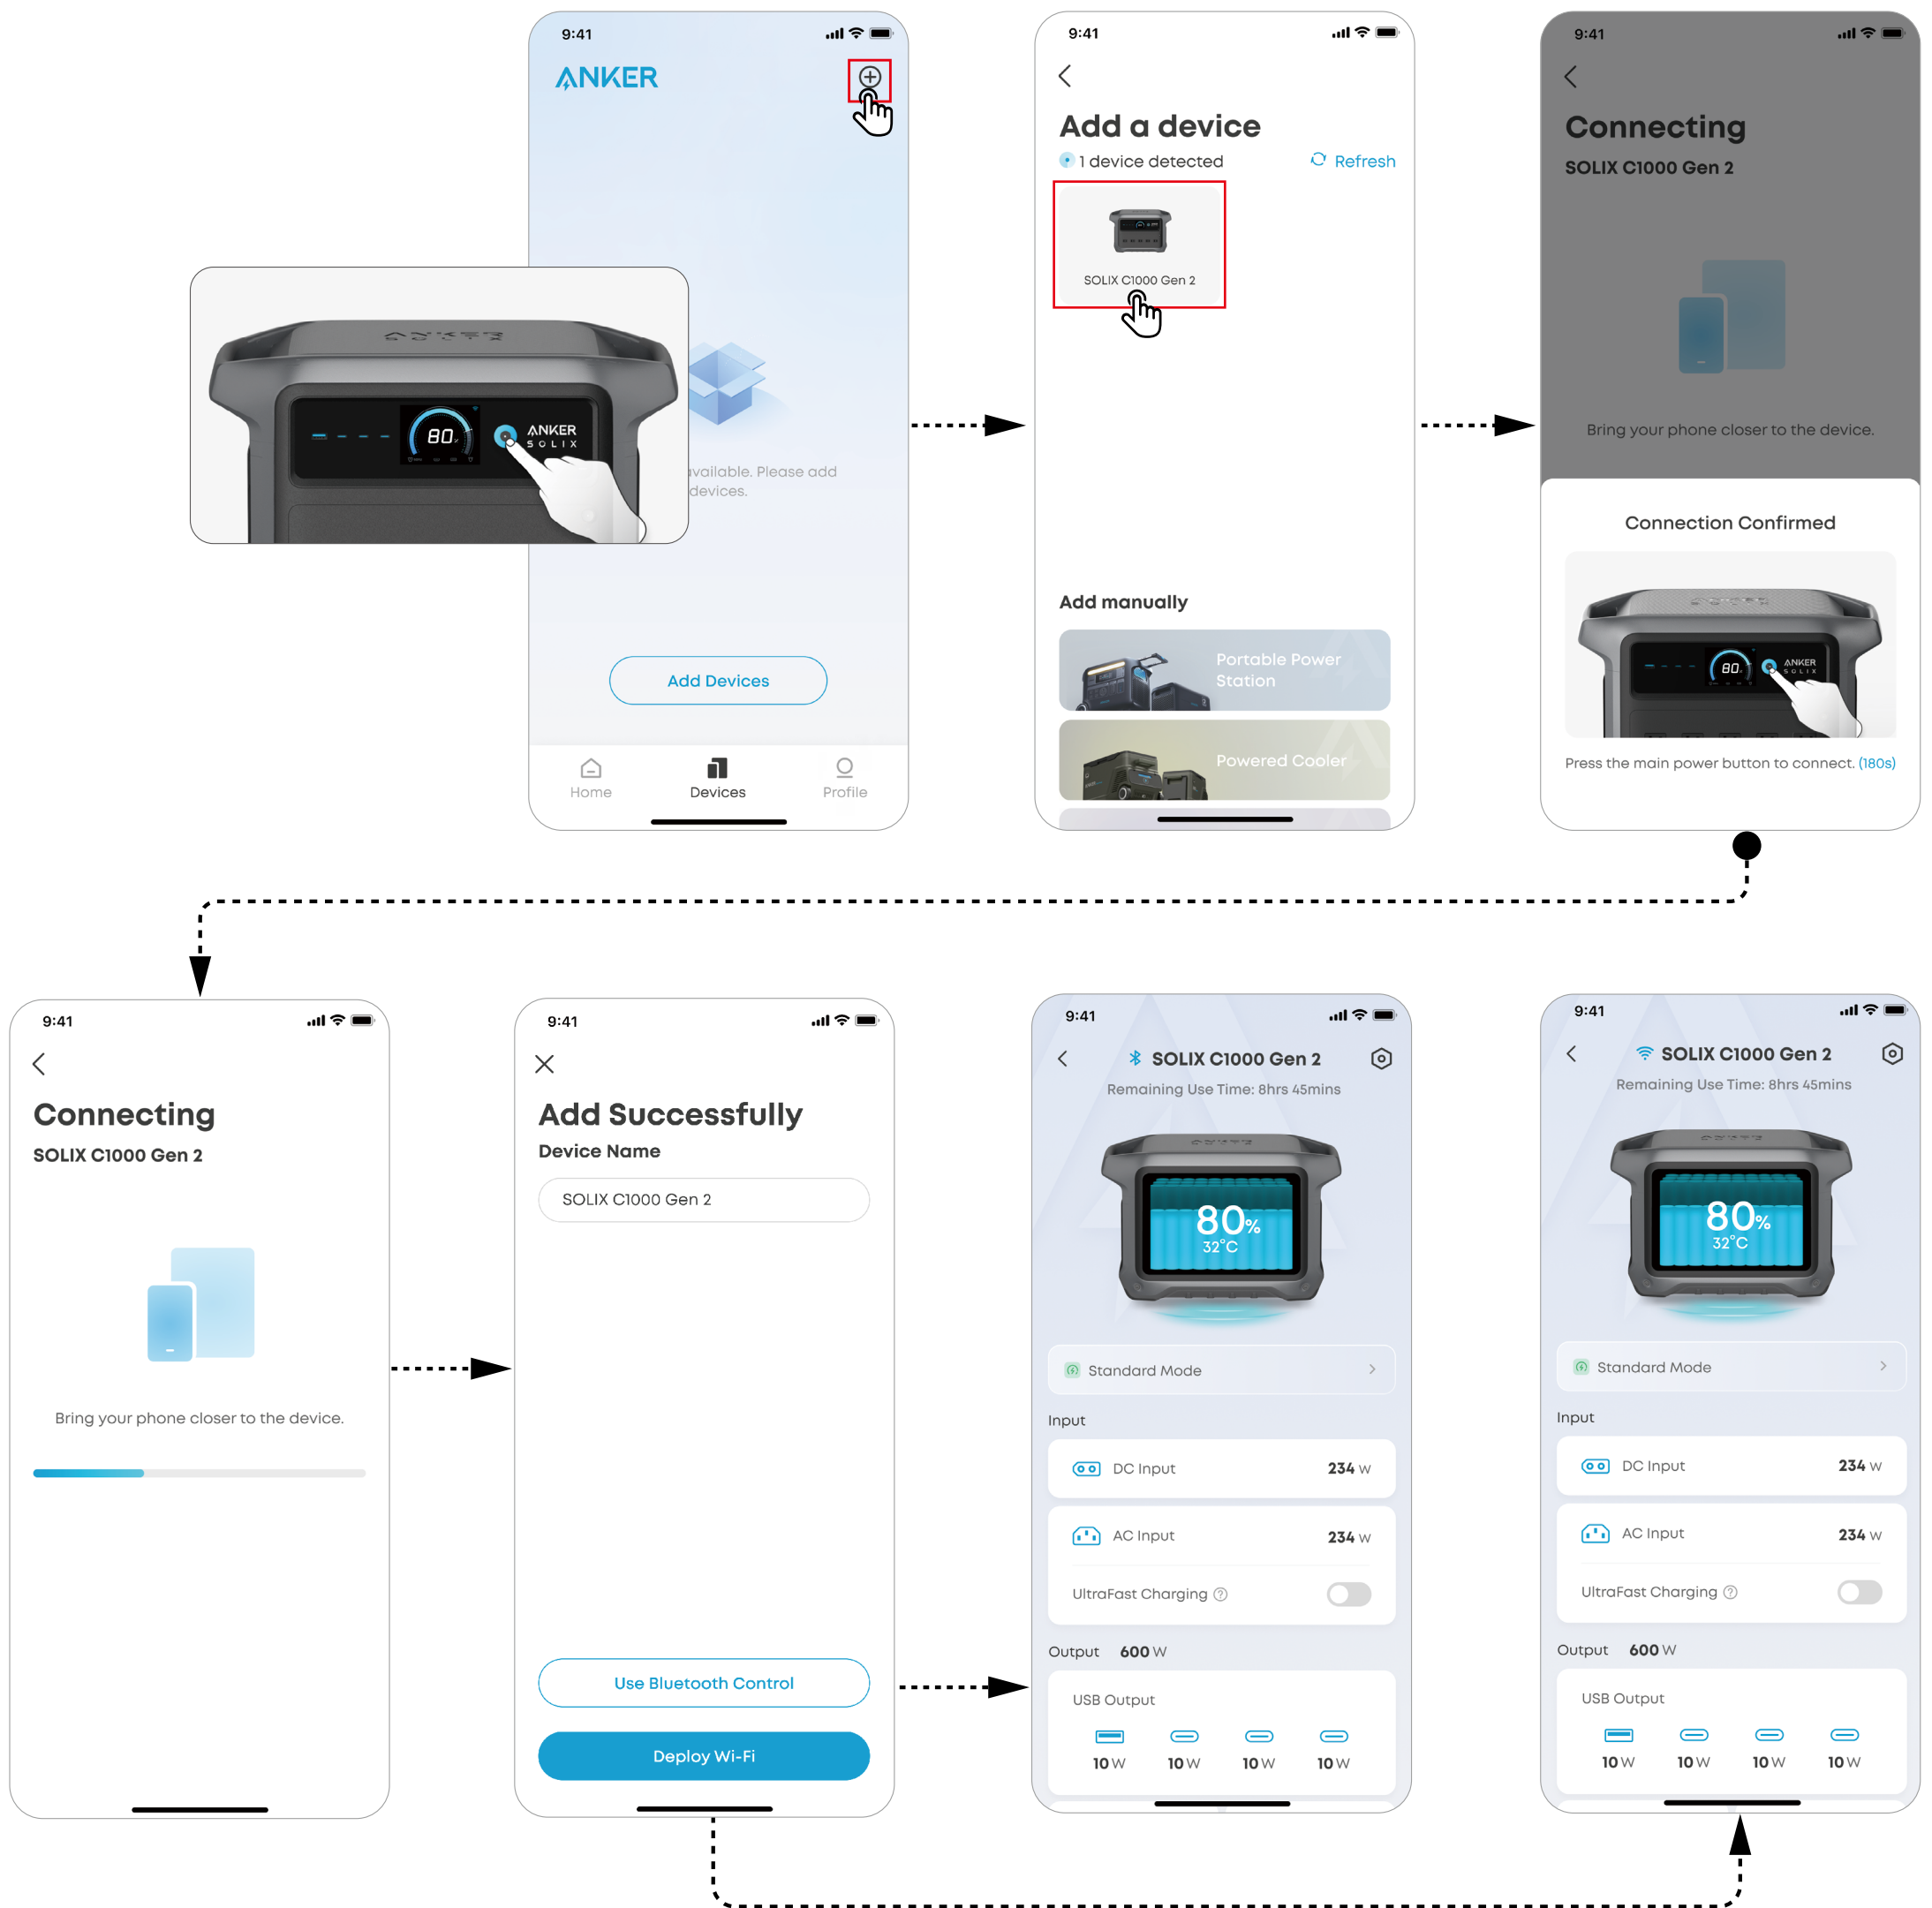 9:41
ANKER
ANKER
SOLIX
80%
ANKER
SOLIX
available. Please add
devices.
Add Devices
Home
Devices
Profile
9:41
Add a device
1 device detected
Refresh
SOLIX C1000 Gen 2
Add manually
Portable Power
Station
Powered Cooler
9:41
Connecting
SOLIX C1000 Gen 2
Bring your phone closer to the device.
Connection Confirmed
ANKER
SOLIX
80
ANKER
SOLIX
Press the main power button to connect. (180s)
9:41
Connecting
SOLIX C1000 Gen 2
Bring your phone closer to the device.
9:41
Add Successfully
Device Name
SOLIX C1000 Gen 2
Use Bluetooth Control
Deploy Wi-Fi
9:41
SOLIX C1000 Gen 2
Remaining Use Time: 8hrs 45mins
80%
32°C
Standard Mode
Input
DC Input 234 W
AC Input 234 W
UltraFast Charging ?
Output 600 W
USB Output
10 W 10 W 10 W 10 W
9:41
SOLIX C1000 Gen 2
Remaining Use Time: 8hrs 45mins
80%
32°C
Standard Mode
Input
DC Input 234 W
AC Input 234 W
UltraFast Charging ?
Output 600 W
USB Output
10 W 10 W 10 W 10 W